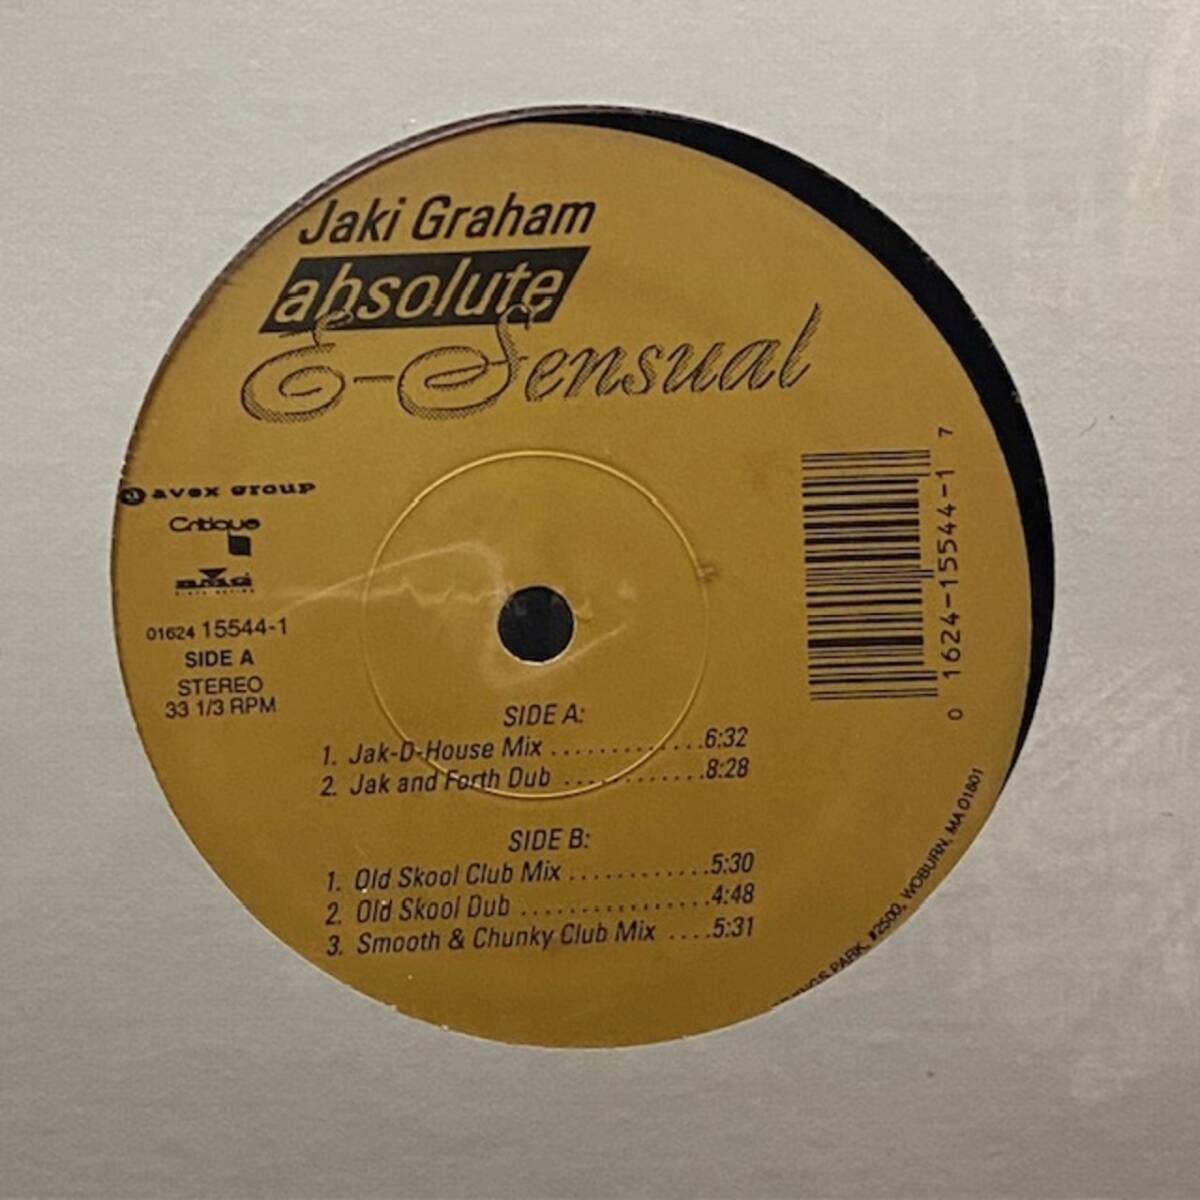 Jaki Graham
absolute
E-Sensual
avex group
Critique
BMG
DISTRIBUTION
01624 15544-1
SIDE A
STEREO
33 1/3 RPM
0 1624-15544-1 7
SIDE A:
1. Jak-D-House Mix .............6:32
2. Jak and Forth Dub ............8:28
SIDE B:
1. Old Skool Club Mix ............5:30
2. Old Skool Dub ................4:48
3. Smooth & Chunky Club Mix ....5:31
PARK, #2500, WOBURN, MA 01801